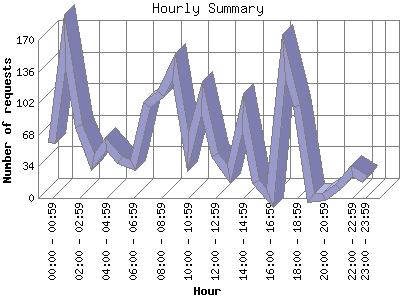 Hourly Summary
Number of requests
170
136
102
68
34
0
00:00 - 00:59
02:00 - 02:59
04:00 - 04:59
06:00 - 06:59
08:00 - 08:59
10:00 - 10:59
12:00 - 12:59
14:00 - 14:59
16:00 - 16:59
18:00 - 18:59
20:00 - 20:59
22:00 - 22:59
23:00 - 23:59
Hour